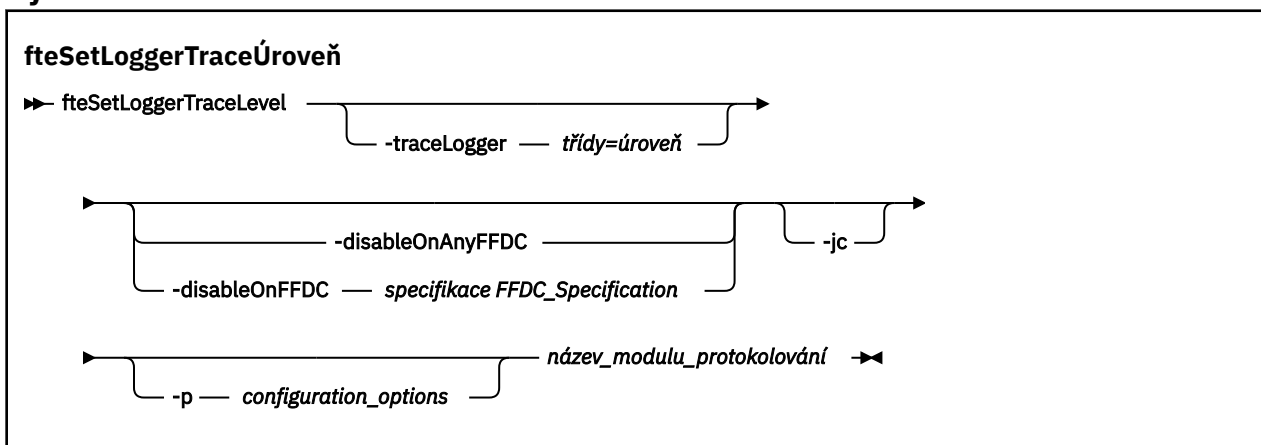 fteSetLoggerTraceÚroveň
fteSetLoggerTraceLevel
-traceLogger třídy=úroveň
-disableOnAnyFFDC
-jc
-disableOnFFDC specifikace FFDC_Specification
název_modulu_protokolování
-p configuration_options